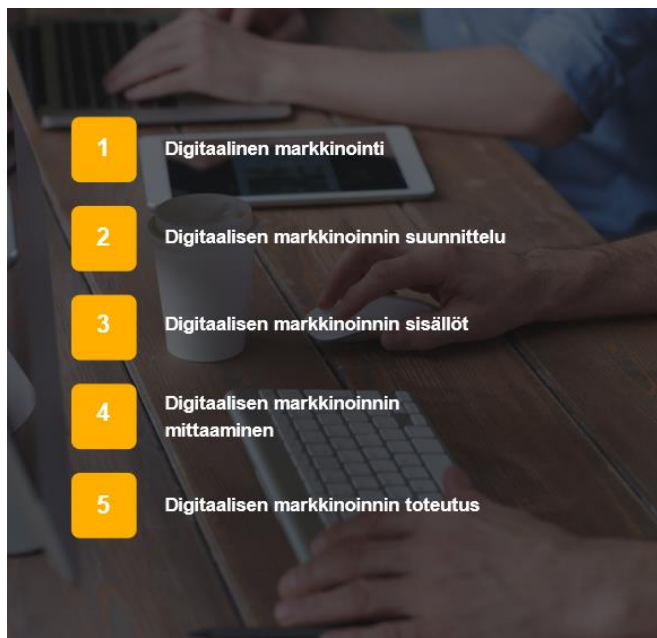 1
Digitaalinen markkinointi
2
Digitaalisen markkinoinnin suunnittelu
3
Digitaalisen markkinoinnin sisällöt
4
Digitaalisen markkinoinnin
mittaaminen
5
Digitaalisen markkinoinnin toteutus